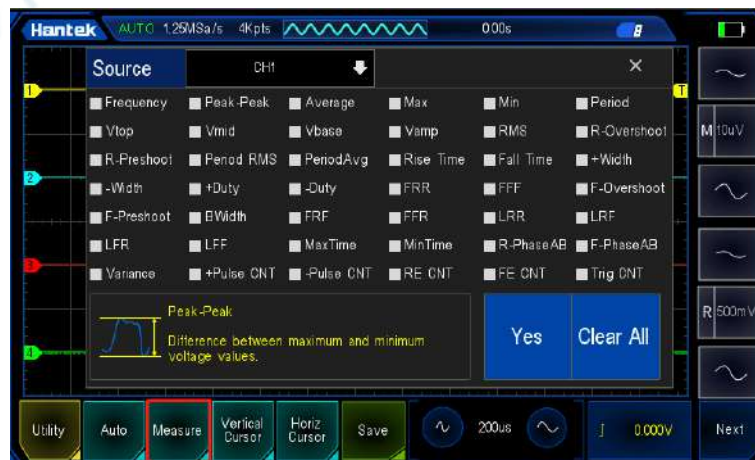 Hantek AUTO 1.25MSa/s 4Kpts 0.00s
Source CH1
Frequency Peak-Peak Average Max Min Period
Vtop Vmid Vbase Vamp RMS R-Overshoot
R-Preshoot Period RMS PeriodAvg Rise Time Fall Time +Width
-Width +Duty -Duty FRR FFF F-Overshoot
F-Preshoot BWidth FRF FFR LRR LRF
LFR LFF MaxTime MinTime R-PhaseAB F-PhaseAB
Variance +Pulse CNT -Pulse CNT RE CNT FE CNT Trig CNT
Peak-Peak
Difference between maximum and minimum
voltage values.
Yes Clear All
1
T
2
3
4
M 10uV
R 500mV
Utility Auto Measure Vertical Cursor Horiz Cursor Save 200us 0.000V Next